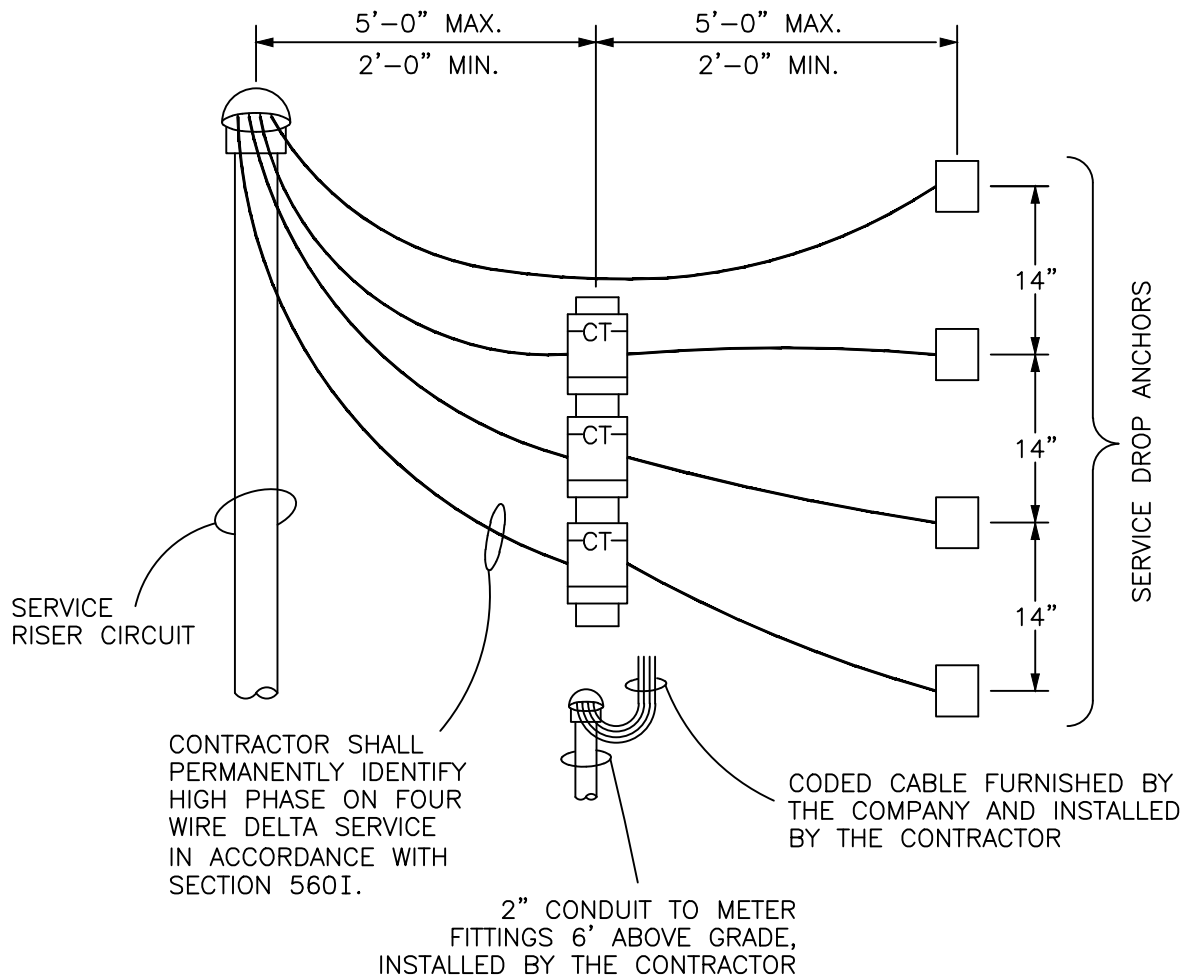 5'-0" MAX.
5'-0" MAX.
2'-0" MIN.
2'-0" MIN.
14"
CT
CT
14"
CT
14"
SERVICE DROP ANCHORS
SERVICE
RISER CIRCUIT
CONTRACTOR SHALL
PERMANENTLY IDENTIFY
HIGH PHASE ON FOUR
WIRE DELTA SERVICE
IN ACCORDANCE WITH
SECTION 560I.
CODED CABLE FURNISHED BY
THE COMPANY AND INSTALLED
BY THE CONTRACTOR
2" CONDUIT TO METER
FITTINGS 6' ABOVE GRADE,
INSTALLED BY THE CONTRACTOR